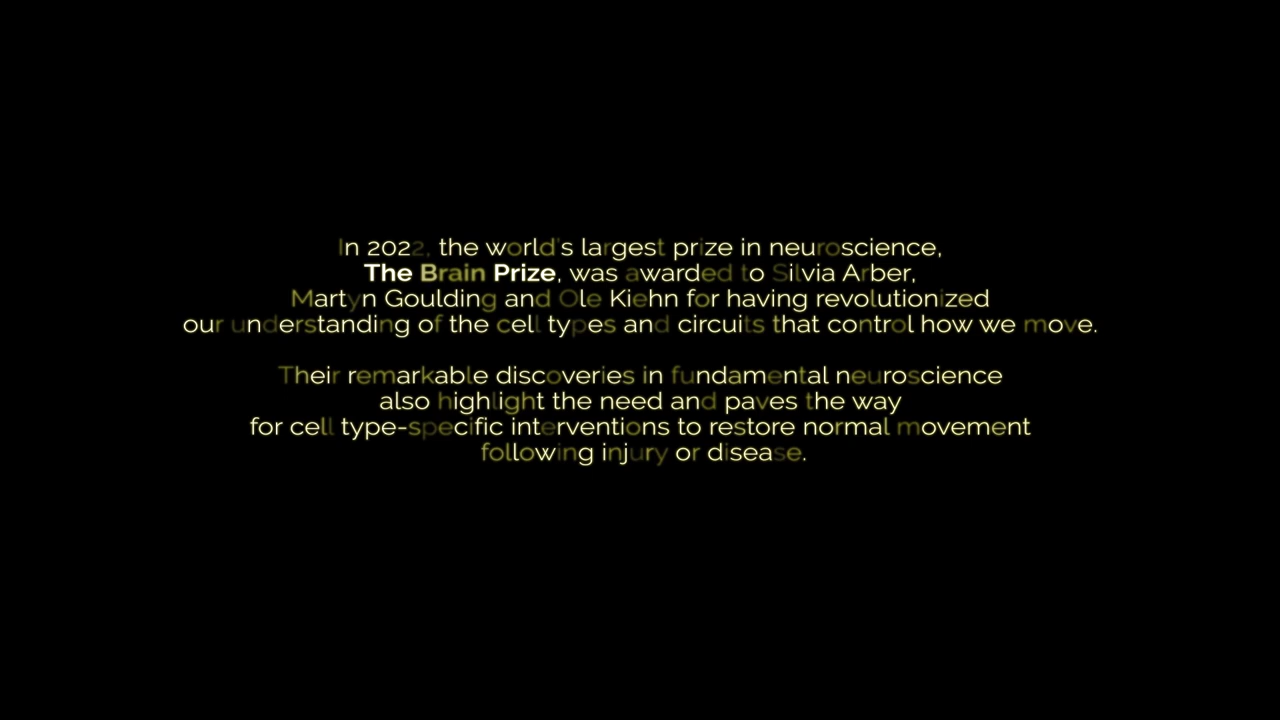 In 2022, the world's largest prize in neuroscience,
The Brain Prize, was awarded to Silvia Arber,
Martyn Goulding and Ole Kiehn for having revolutionized
our understanding of the cell types and circuits that control how we move.
Their remarkable discoveries in fundamental neuroscience
also highlight the need and paves the way
for cell type-specific interventions to restore normal movement
following injury or disease.